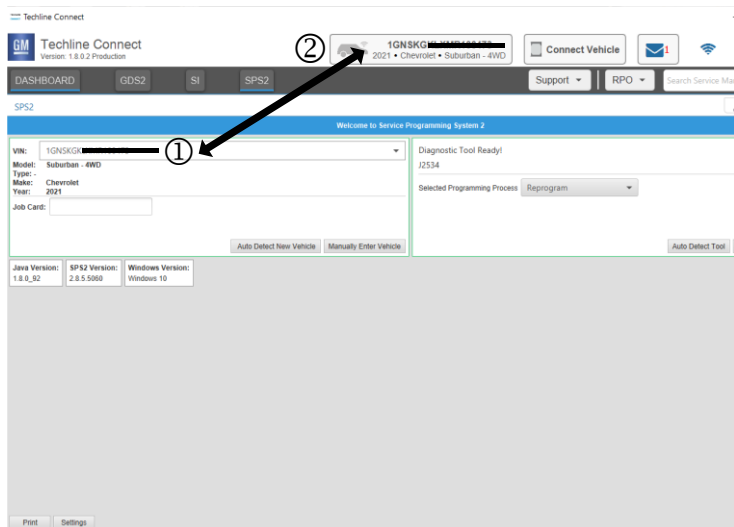 Techline Connect
GM
Techline Connect
Version: 1.8.0.2 Production
②
2021 • Chevrolet • Suburban - 4WD
Connect Vehicle
1
DASHBOARD
GDS2
SI
SPS2
Support
RPO
Search Service Ma
SPS2
Welcome to Service Programming System 2
VIN:
1GNSKGK
①
Model: Suburban - 4WD
Type: -
Make: Chevrolet
Year: 2021
Job Card:
Auto Detect New Vehicle
Manually Enter Vehicle
Diagnostic Tool Ready!
J2534
Selected Programming Process
Reprogram
Auto Detect Tool
Java Version:
1.8.0_92
SPS2 Version:
2.8.5.5060
Windows Version:
Windows 10
Print
Settings